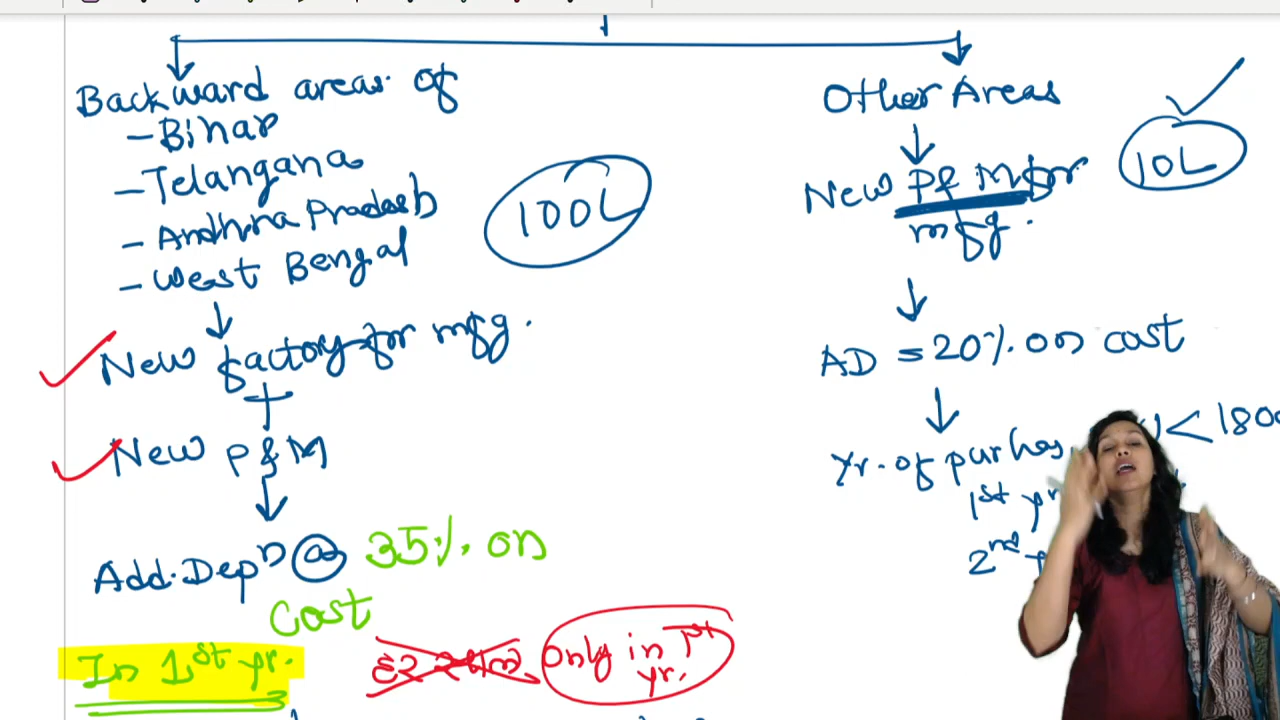 Backward areas of
- Bihar
- Telangana
- Andhra Pradesh
- West Bengal
100L
New factory for mfg.
+
New P&M
Add. Depn @ 35% on
cost
In 1st yr.
Only in 1st
yr.
Other Areas
10L
New P& M for
mfg.
AD = 20% on cost
Yr. of purchas
< 180
1st yr
2nd